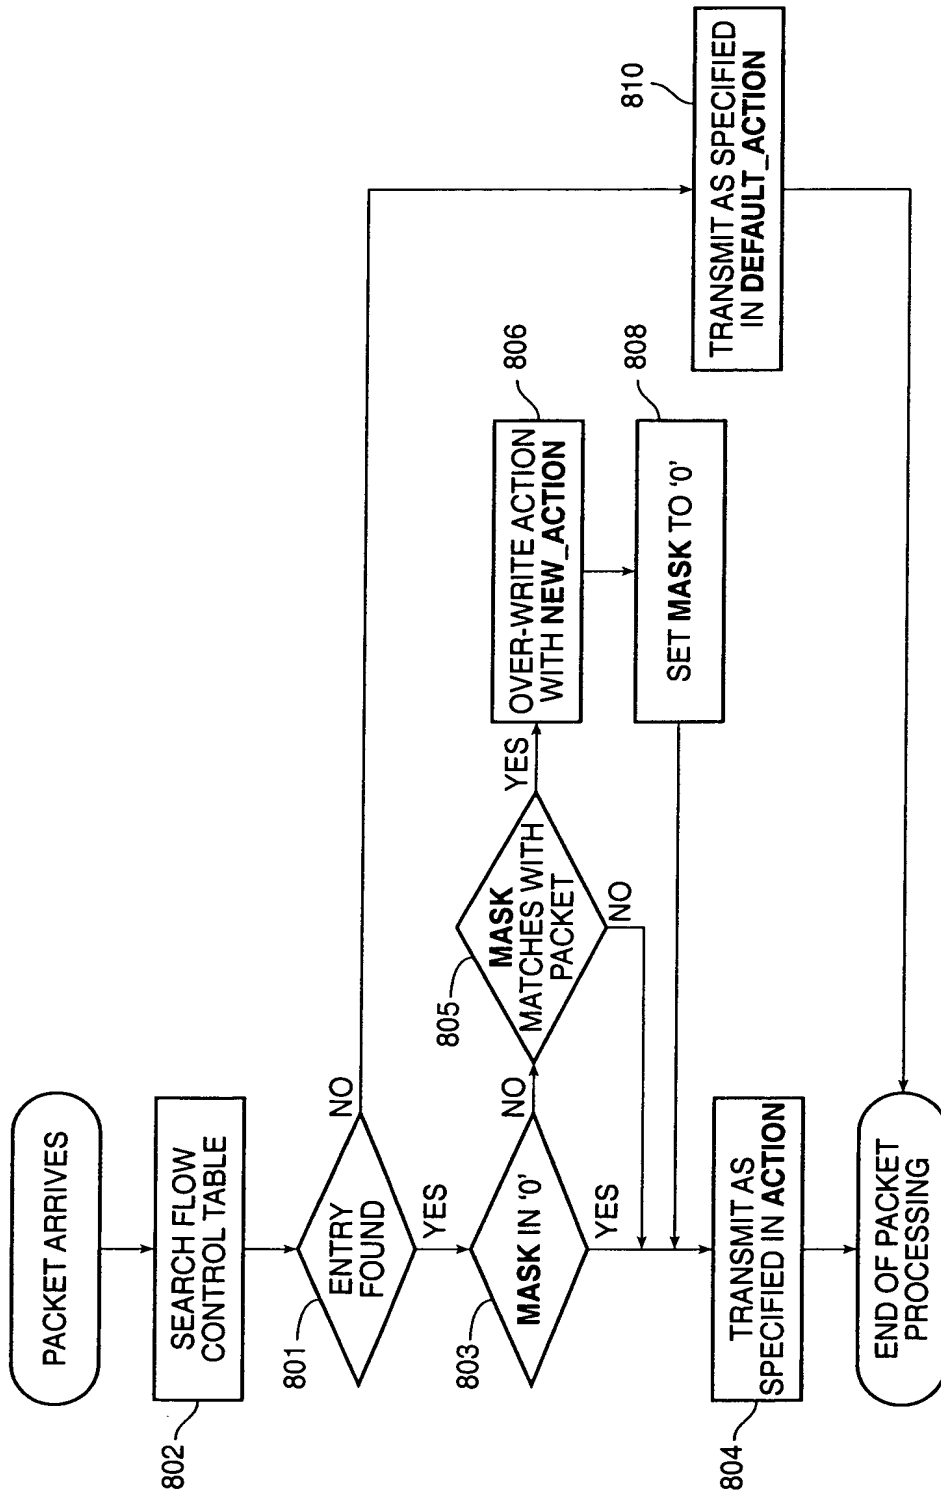 PACKET ARRIVES
802
SEARCH FLOW
CONTROL TABLE
801
ENTRY
FOUND
NO
YES
803
MASK IN '0'
NO
YES
805
MASK
MATCHES WITH
PACKET
YES
NO
806
OVER-WRITE ACTION
WITH NEW_ACTION
808
SET MASK TO '0'
804
TRANSMIT AS
SPECIFIED IN ACTION
810
TRANSMIT AS SPECIFIED
IN DEFAULT_ACTION
END OF PACKET
PROCESSING